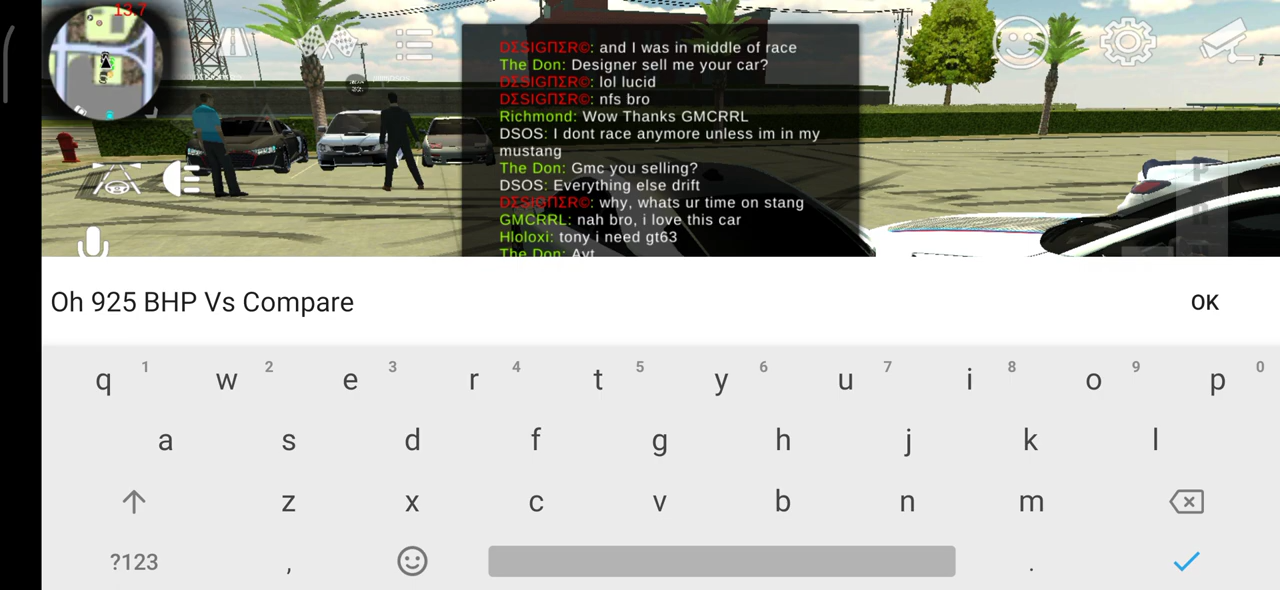 13.7
DΣSIGПΣR©: and I was in middle of race
The Don: Designer sell me your car?
DΣSIGПΣR©: lol lucid
DΣSIGПΣR©: nfs bro
Richmond: Wow Thanks GMCRRL
DSOS: I dont race anymore unless im in my
mustang
The Don: Gmc you selling?
DSOS: Everything else drift
DΣSIGПΣR©: why, whats ur time on stang
GMCRRL: nah bro, i love this car
Hloloxi: tony i need gt63
The Don: Ayt
P
R
Oh 925 BHP Vs Compare
OK
q 1 w 2 e 3 r 4 t 5 y 6 u 7 i 8 o 9 p 0
a s d f g h j k l
z x c v b n m
?123 , .